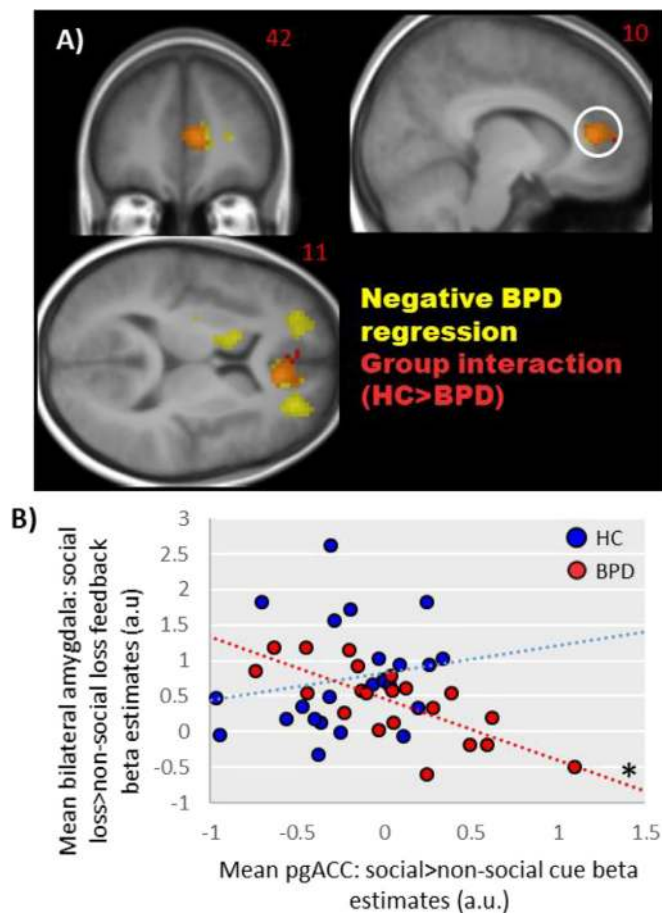 A)
42
10
11
Negative BPD
regression
Group interaction
(HC>BPD)
B)
Mean bilateral amygdala: social
loss>non-social loss feedback
beta estimates (a.u)
3
2.5
2
1.5
1
0.5
0
-0.5
-1
HC
BPD
*
-1
-0.5
0
0.5
1
1.5
Mean pgACC: social>non-social cue beta
estimates (a.u.)